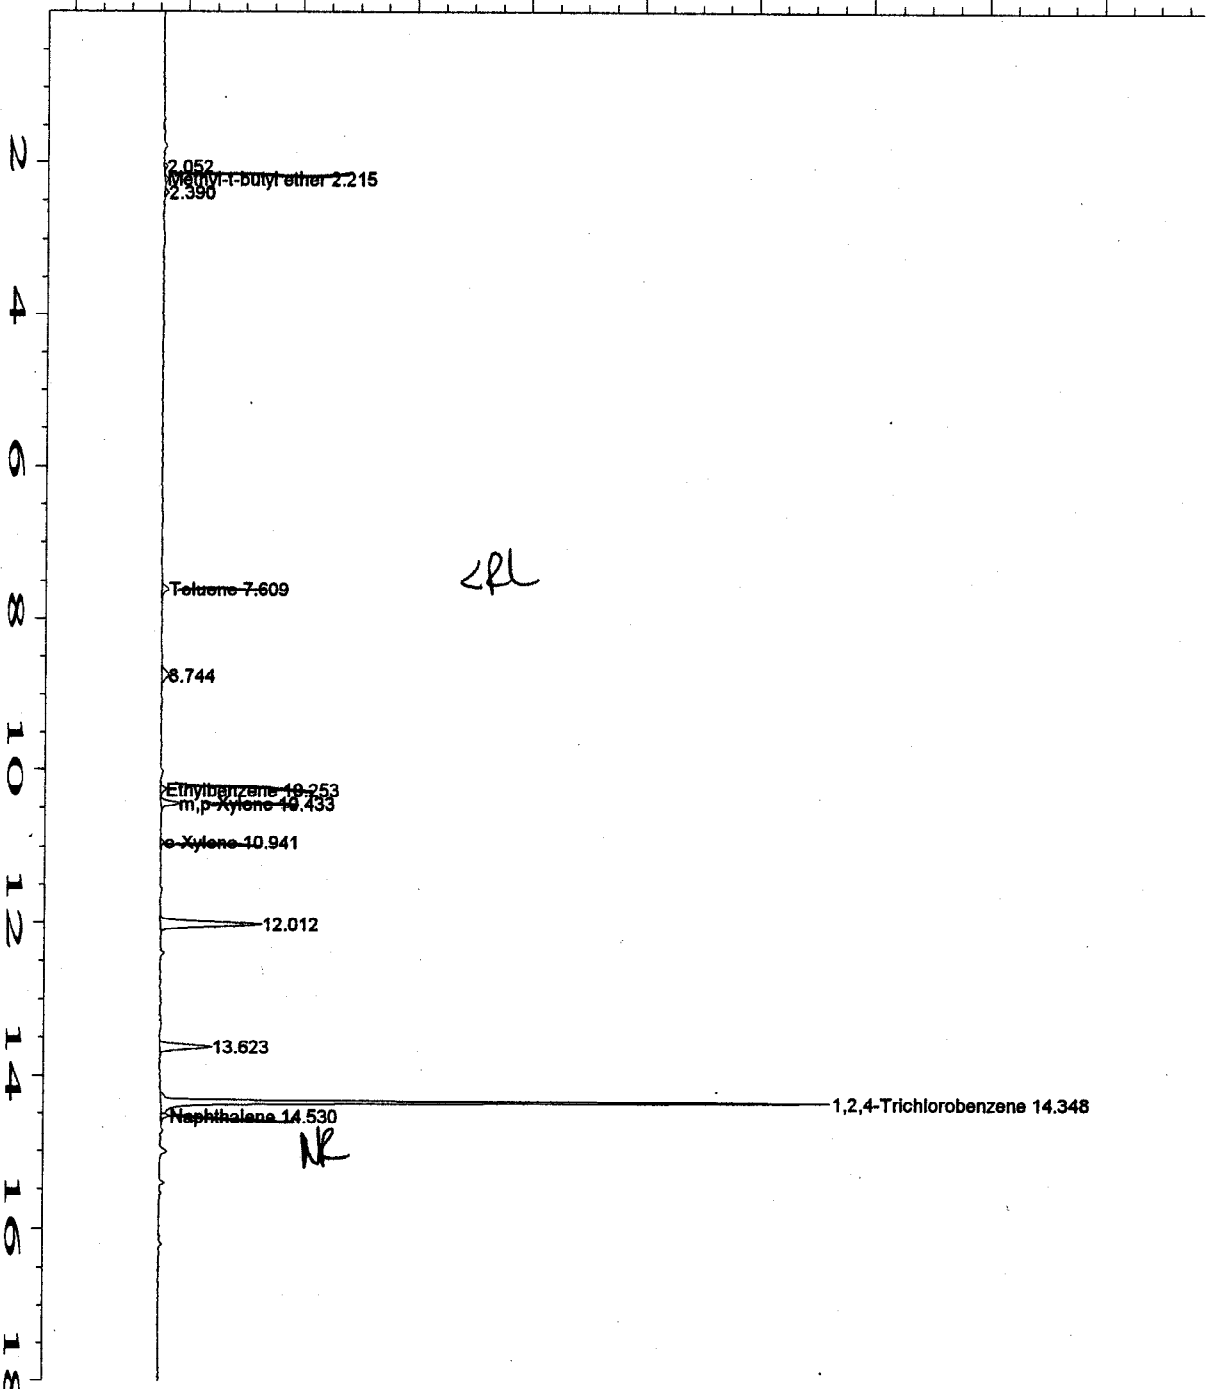 2
2.052
Methyl-t-butyl ether 2.215
2.390
4
6
<RL
Toluene 7.609
8
8.744
10
Ethylbenzene 10.253
m,p-Xylene 10.433
o-Xylene 10.941
12
12.012
13.623
14
1,2,4-Trichlorobenzene 14.348
Naphthalene 14.530
NR
16
18